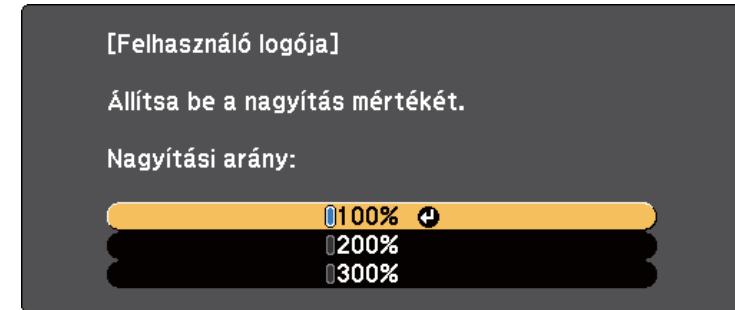 [Felhasználó logója]
Állítsa be a nagyítás mértékét.
Nagyítási arány:
100%
200%
300%